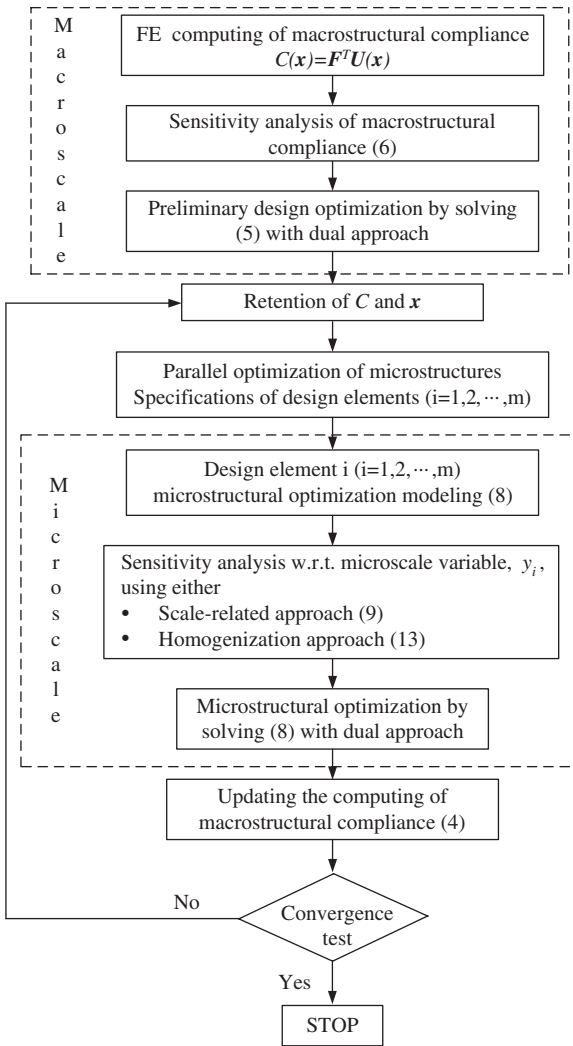 Macroscale
FE computing of macrostructural compliance
C(x)=F^T U(x)
Sensitivity analysis of macrostructural
compliance (6)
Preliminary design optimization by solving
(5) with dual approach
Retention of C and x
Parallel optimization of microstructures
Specifications of design elements (i=1,2,⋯,m)
Microscale
Design element i (i=1,2,⋯,m)
microstructural optimization modeling (8)
Sensitivity analysis w.r.t. microscale variable, y_i,
using either
• Scale-related approach (9)
• Homogenization approach (13)
Microstructural optimization by
solving (8) with dual approach
Updating the computing of
macrostructural compliance (4)
No
Convergence
test
Yes
STOP